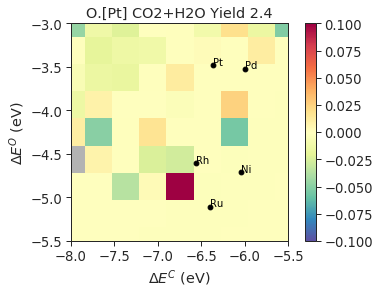 O.[Pt] CO2+H2O Yield 2.4
−3.0
−3.5
−4.0
−4.5
−5.0
−5.5
ΔE^O (eV)
Pt
Pd
Rh
Ni
Ru
−8.0 −7.5 −7.0 −6.5 −6.0 −5.5
ΔE^C (eV)
0.100
0.075
0.050
0.025
0.000
−0.025
−0.050
−0.075
−0.100